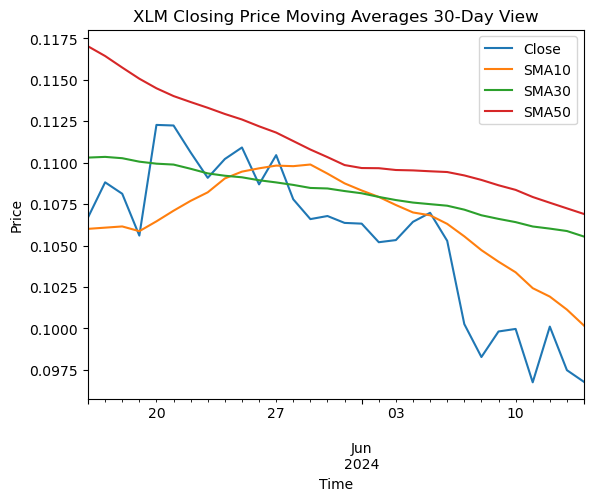 XLM Closing Price Moving Averages 30-Day View
0.1175
0.1150
0.1125
0.1100
0.1075
0.1050
0.1025
0.1000
0.0975
Price
Close
SMA10
SMA30
SMA50
20
27
03
10
Jun
2024
Time